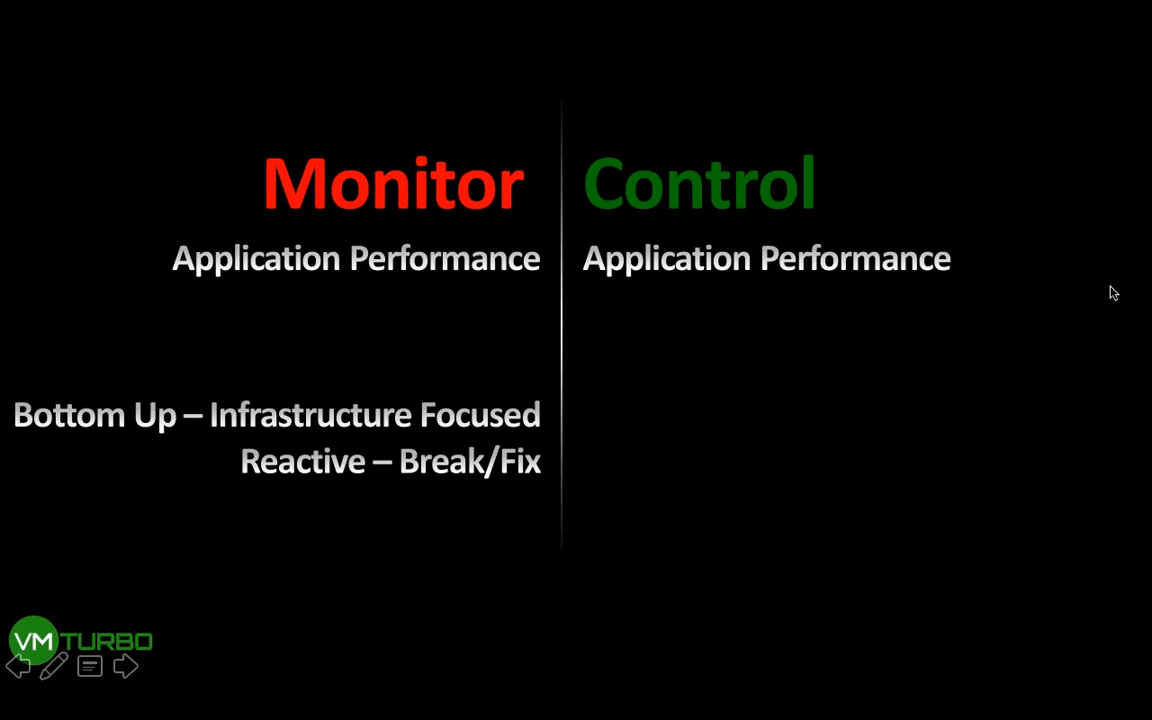 Monitor
Application Performance
Bottom Up – Infrastructure Focused
Reactive – Break/Fix
Control
Application Performance
VMTURBO